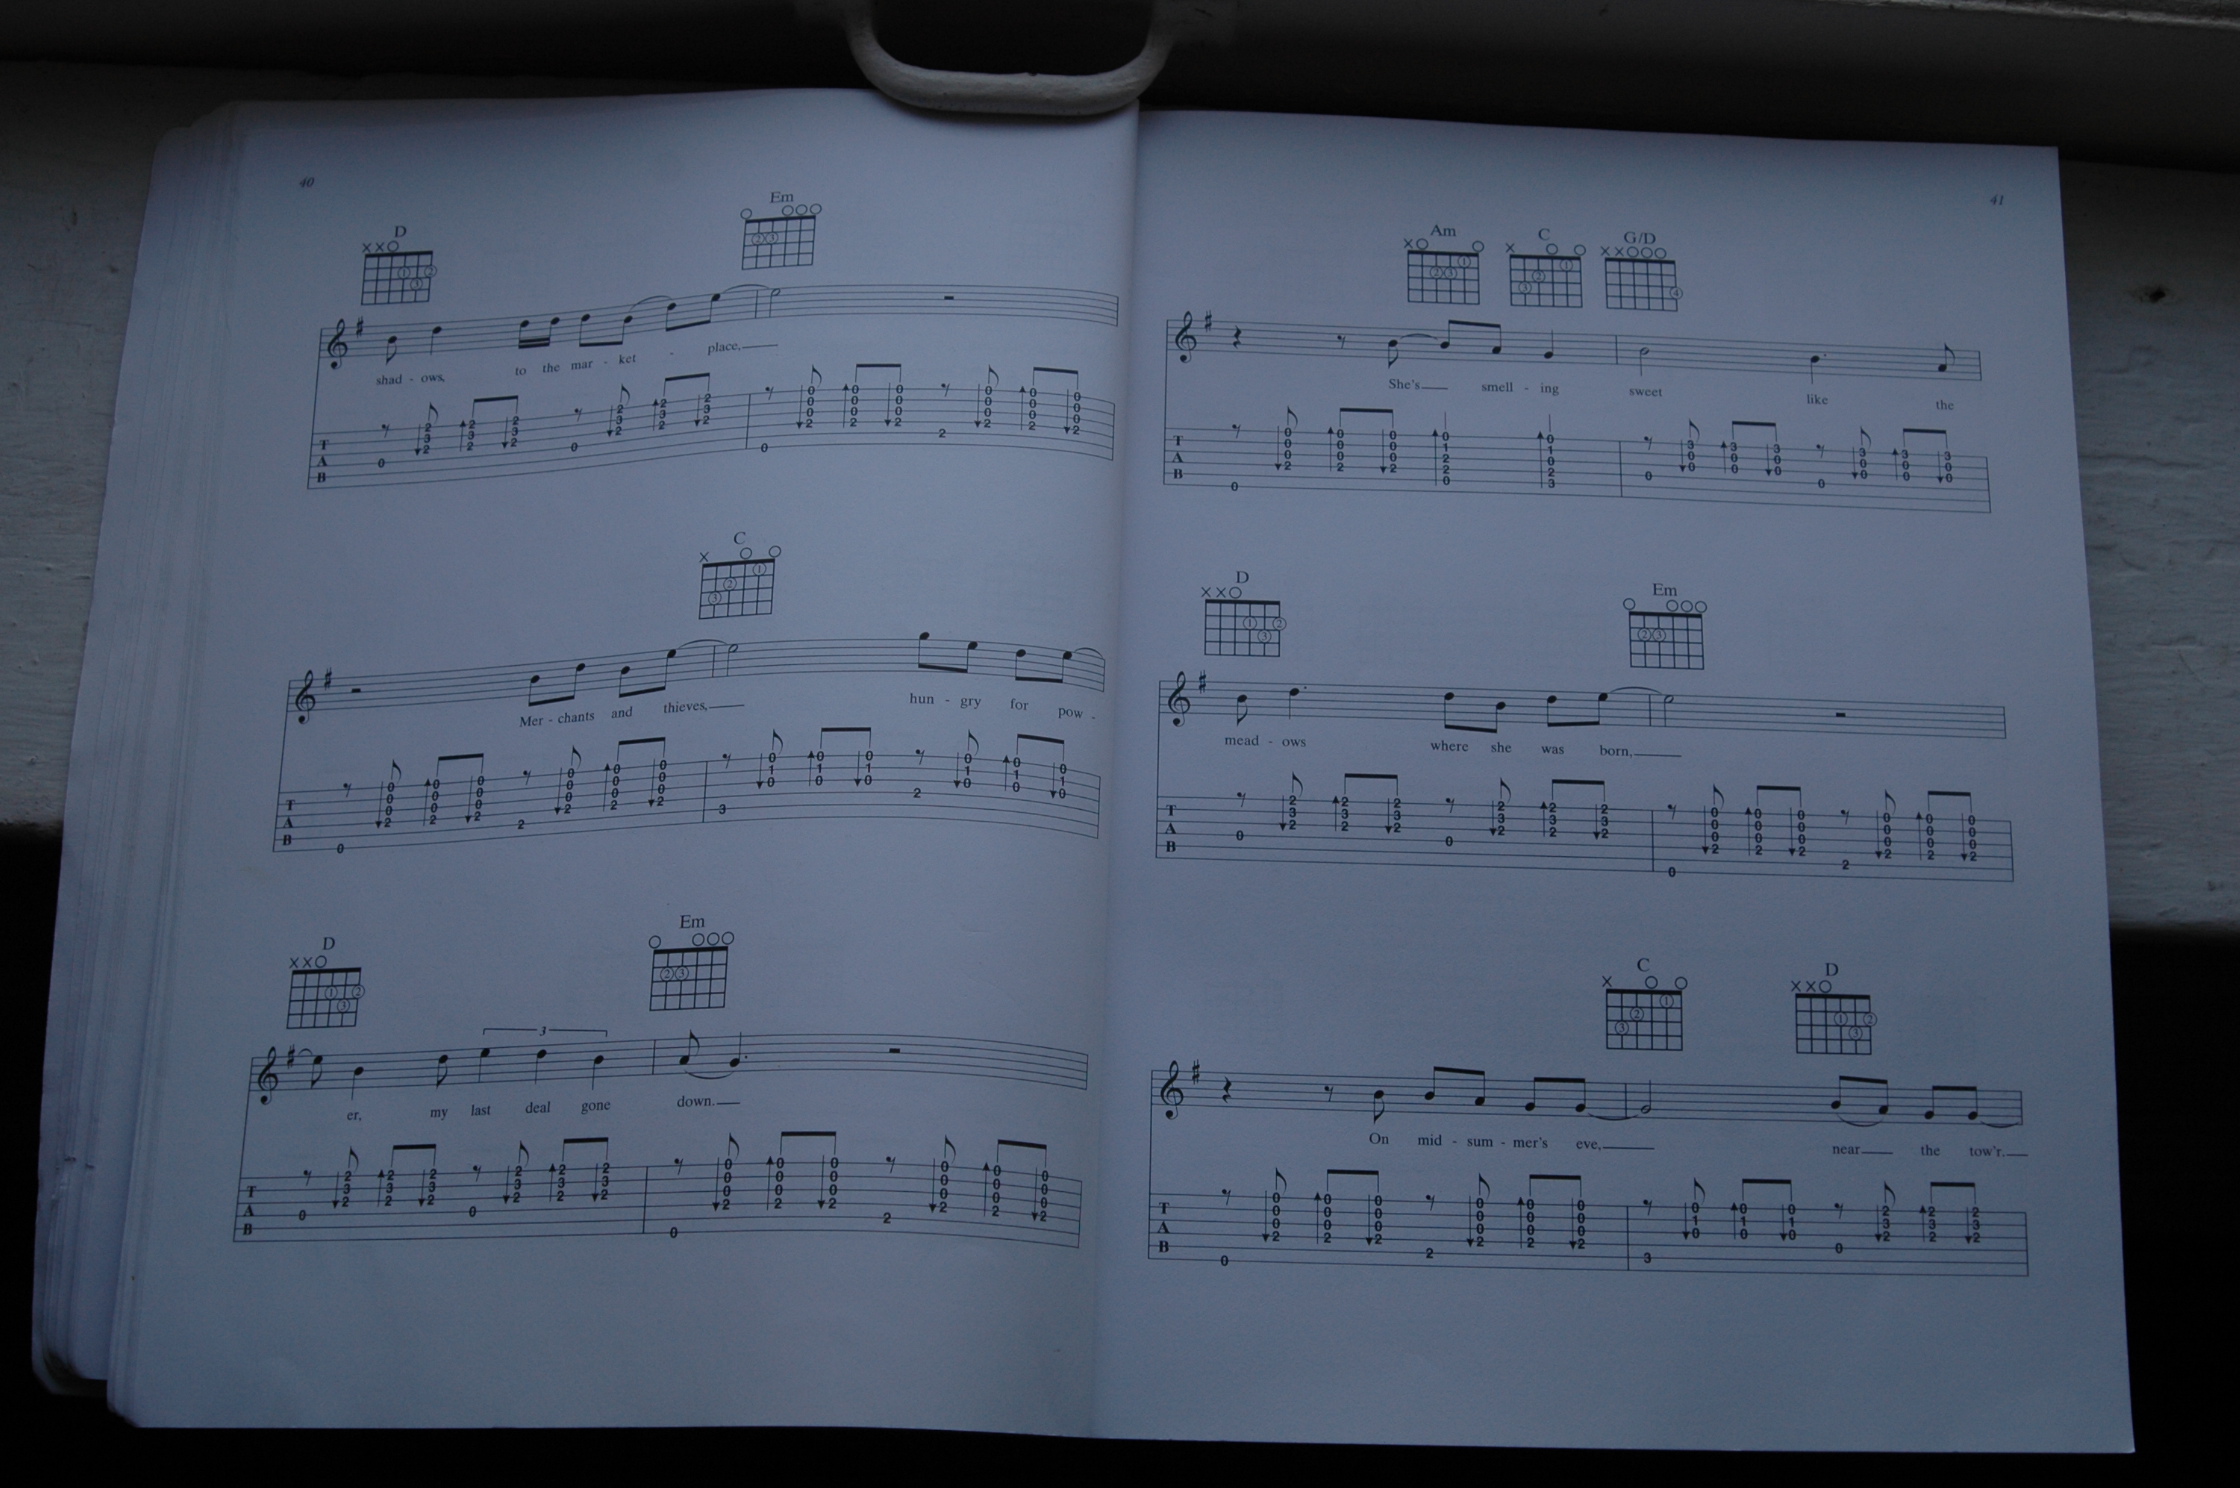 40
D Em
shad - ows, to the mar - ket - place,
T
A
B
C
Mer - chants and thieves, hun - gry for pow -
T
A
B
D Em
3
er, my last deal gone down.
T
A
B
41
Am C G/D
She's smell - ing sweet like the
T
A
B
D Em
mead - ows where she was born,
T
A
B
C D
On mid - sum - mer's eve, near the tow'r.
T
A
B